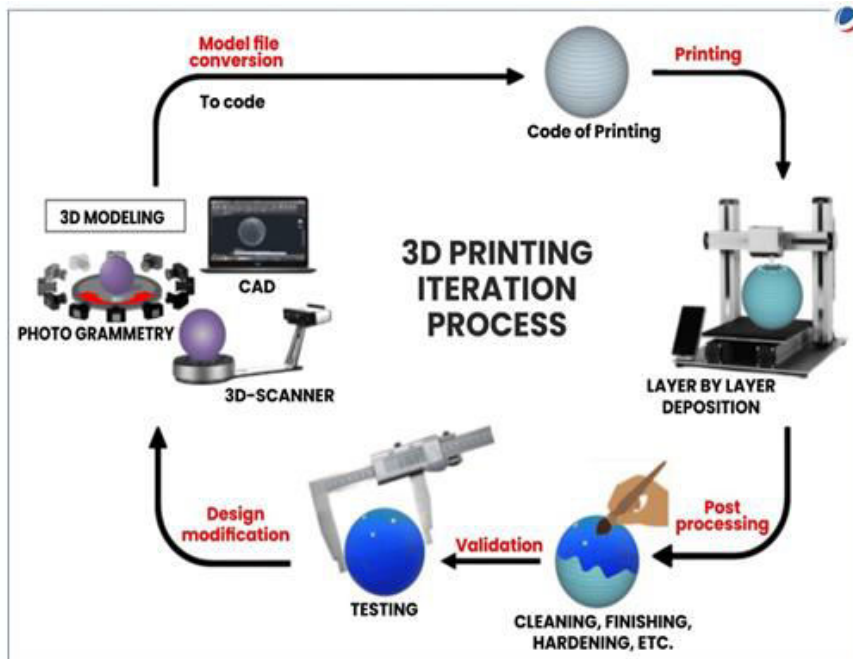 Model file
conversion
To code
Printing
Code of Printing
3D MODELING
CAD
PHOTO GRAMMETRY
3D-SCANNER
3D PRINTING
ITERATION
PROCESS
LAYER BY LAYER
DEPOSITION
Post
processing
CLEANING, FINISHING,
HARDENING, ETC.
Validation
TESTING
Design
modification